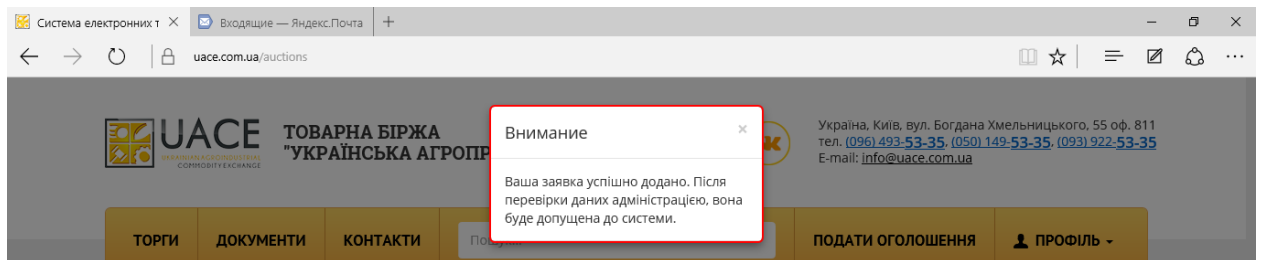 Система електронних т
Входящие — Яндекс.Почта
uace.com.ua/auctions
UACE
UKRAINIAN AGROINDUSTRIAL
COMMODITY EXCHANGE
ТОВАРНА БІРЖА
"УКРАЇНСЬКА АГРОПР
Внимание
Ваша заявка успішно додано. Після
перевірки даних адміністрацією, вона
буде допущена до системи.
Україна, Київ, вул. Богдана Хмельницького, 55 оф. 811
тел. (096) 493-53-35, (050) 149-53-35, (093) 922-53-35
E-mail: info@uace.com.ua
ТОРГИ ДОКУМЕНТИ КОНТАКТИ ПОДАТИ ОГОЛОШЕННЯ ПРОФІЛЬ